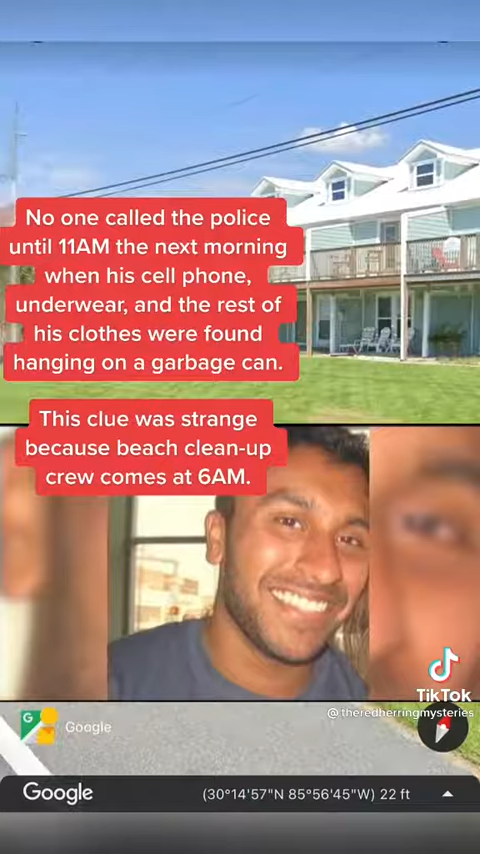 No one called the police
until 11AM the next morning
when his cell phone,
underwear, and the rest of
his clothes were found
hanging on a garbage can.
This clue was strange
because beach clean-up
crew comes at 6AM.
TikTok
@theredherringmysteries
G Google
Google (30°14'57"N 85°56'45"W) 22 ft